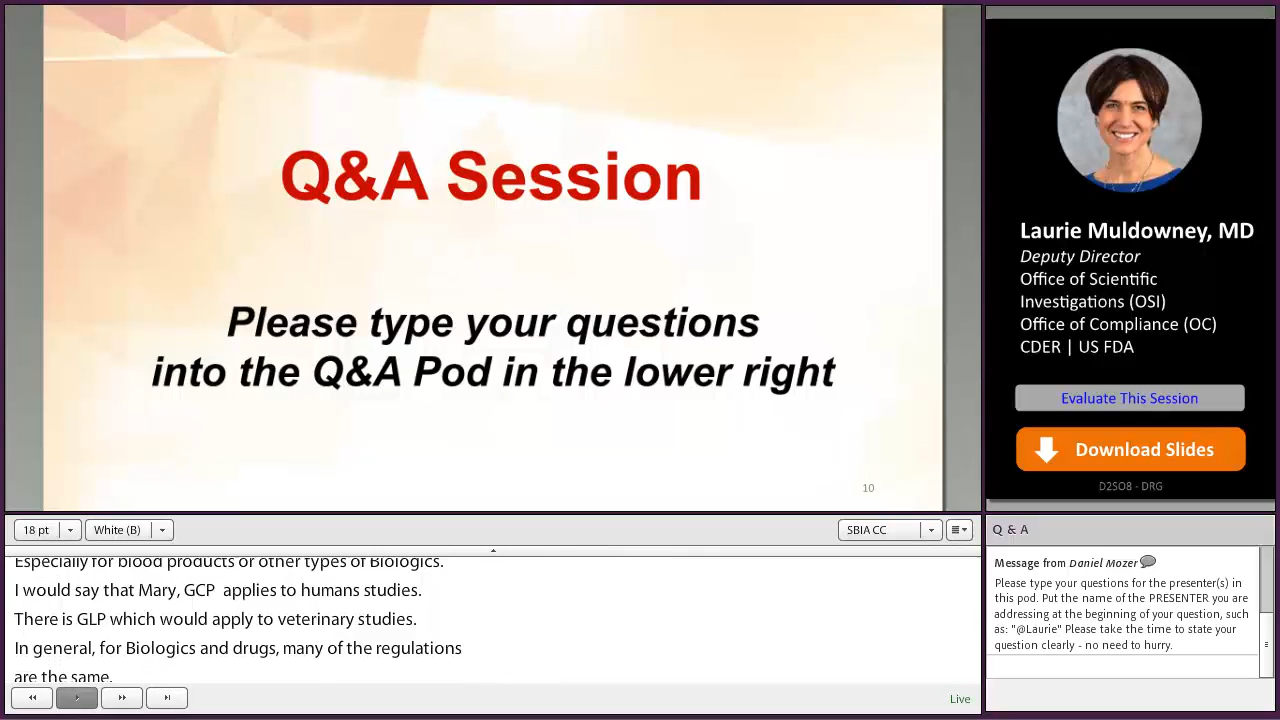 Q&A Session
Please type your questions
into the Q&A Pod in the lower right
10
Laurie Muldowney, MD
Deputy Director
Office of Scientific
Investigations (OSI)
Office of Compliance (OC)
CDER | US FDA
Evaluate This Session
Download Slides
D2S08 - DRG
18 pt
White (B)
SBIA CC
Especially for blood products or other types of Biologics.
I would say that Mary, GCP  applies to humans studies.
There is GLP which would apply to veterinary studies.
In general, for Biologics and drugs, many of the regulations
are the same.
Live
Q & A
Message from Daniel Mozer
Please type your questions for the presenter(s) in
this pod. Put the name of the PRESENTER you are
addressing at the beginning of your question, such
as: "@Laurie" Please take the time to state your
question clearly - no need to hurry.